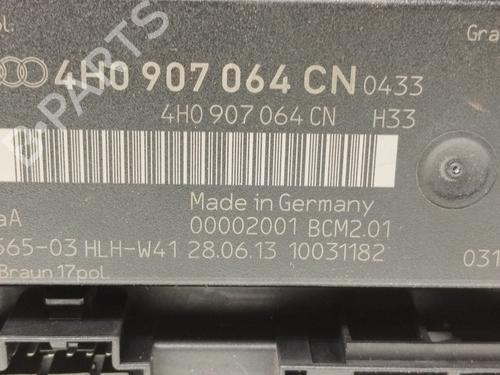 ol.
Gra
4H0 907 064 CN 0433
4H0 907 064 CN H33
Made in Germany
aA
00002001 BCM2.01
565-03 HLH-W41 28.06.13 10031182
031
Braun 17pol.
B-PARTS